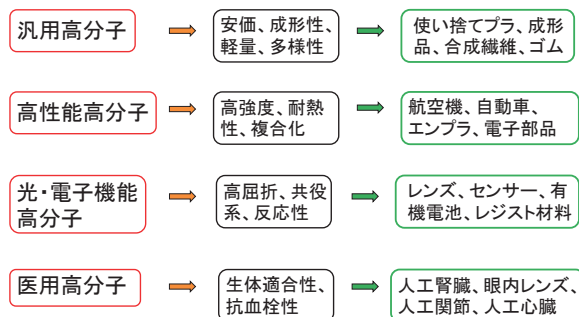 汎用高分子
安価、成形性、
軽量、多様性
使い捨てプラ、成形
品、合成繊維、ゴム
高性能高分子
高強度、耐熱
性、複合化
航空機、自動車、
エンプラ、電子部品
光・電子機能
高分子
高屈折、共役
系、反応性
レンズ、センサー、有
機電池、レジスト材料
医用高分子
生体適合性、
抗血栓性
人工腎臓、眼内レンズ、
人工関節、人工心臓